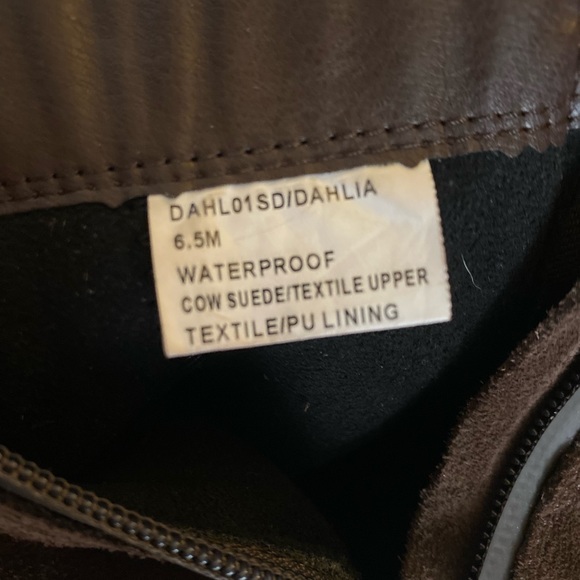 DAHL01SD/DAHLIA
6.5M
WATERPROOF
COW SUEDE/TEXTILE UPPER
TEXTILE/PU LINING